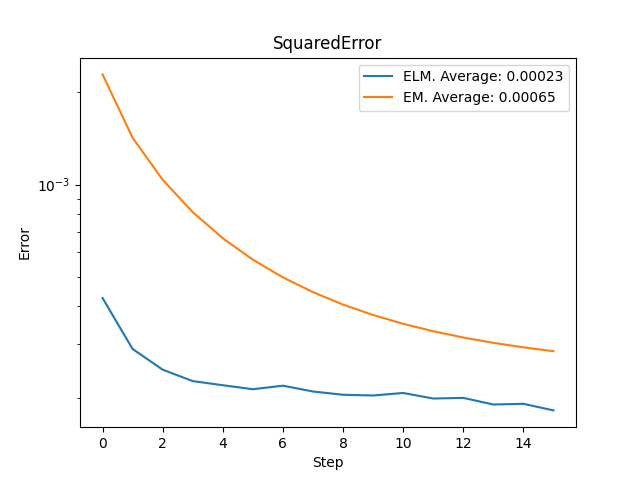 SquaredError
ELM. Average: 0.00023
EM. Average: 0.00065
10⁻³
Error
0 2 4 6 8 10 12 14
Step